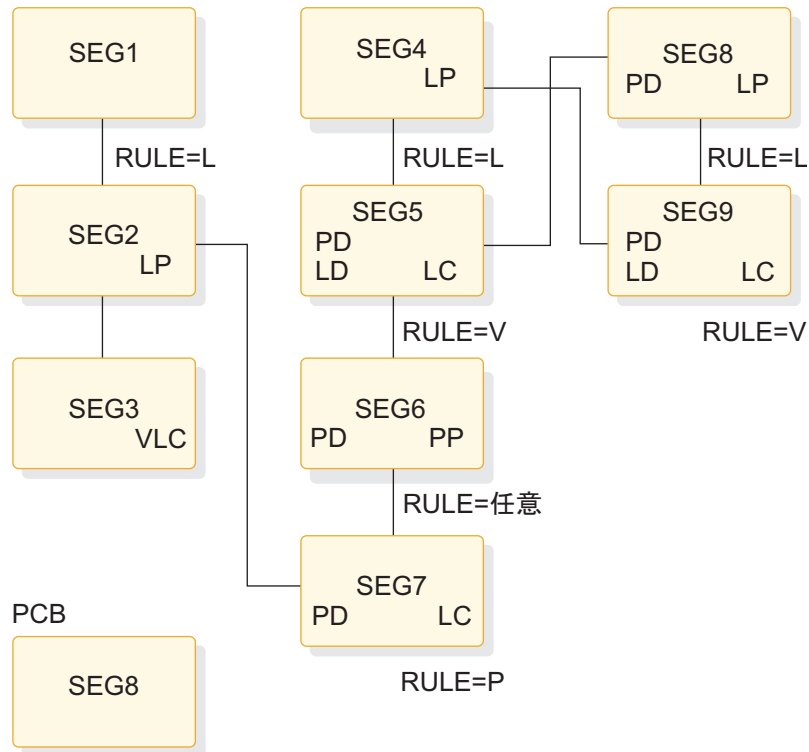 SEG1
RULE=L
SEG2
LP
SEG3
VLC
PCB
SEG8
SEG4
LP
RULE=L
SEG5
PD
LD LC
RULE=V
SEG6
PD PP
RULE=任意
SEG7
PD LC
RULE=P
SEG8
PD LP
RULE=L
SEG9
PD
LD LC
RULE=V